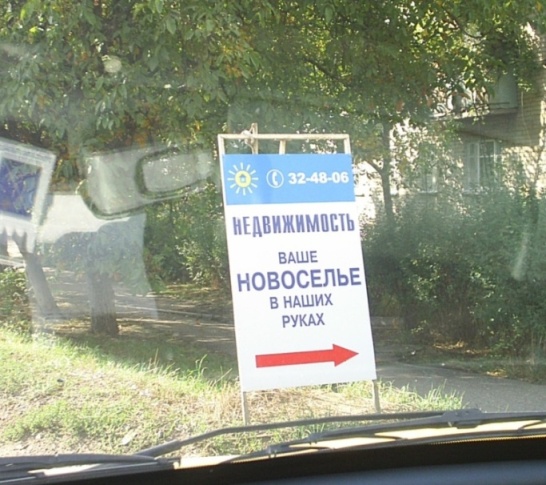 32-48-06
НЕДВИЖИМОСТЬ
ВАШЕ
НОВОСЕЛЬЕ
В НАШИХ
РУКАХ